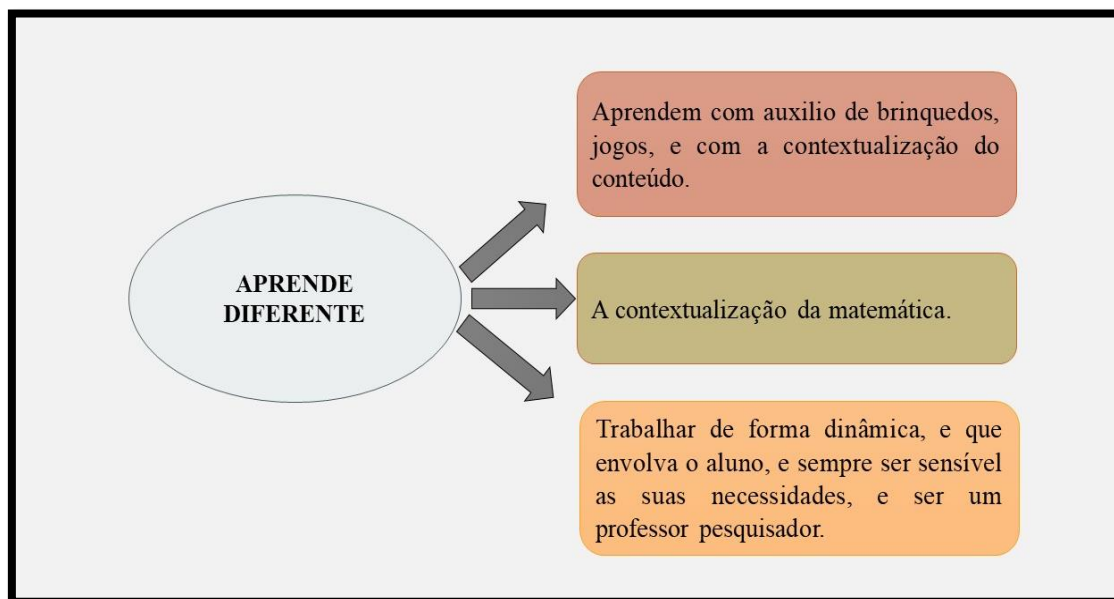 APRENDE
DIFERENTE
Aprendem com auxilio de brinquedos,
jogos, e com a contextualização do
conteúdo.
A contextualização da matemática.
Trabalhar de forma dinâmica, e que
envolva o aluno, e sempre ser sensível
as suas necessidades, e ser um
professor pesquisador.